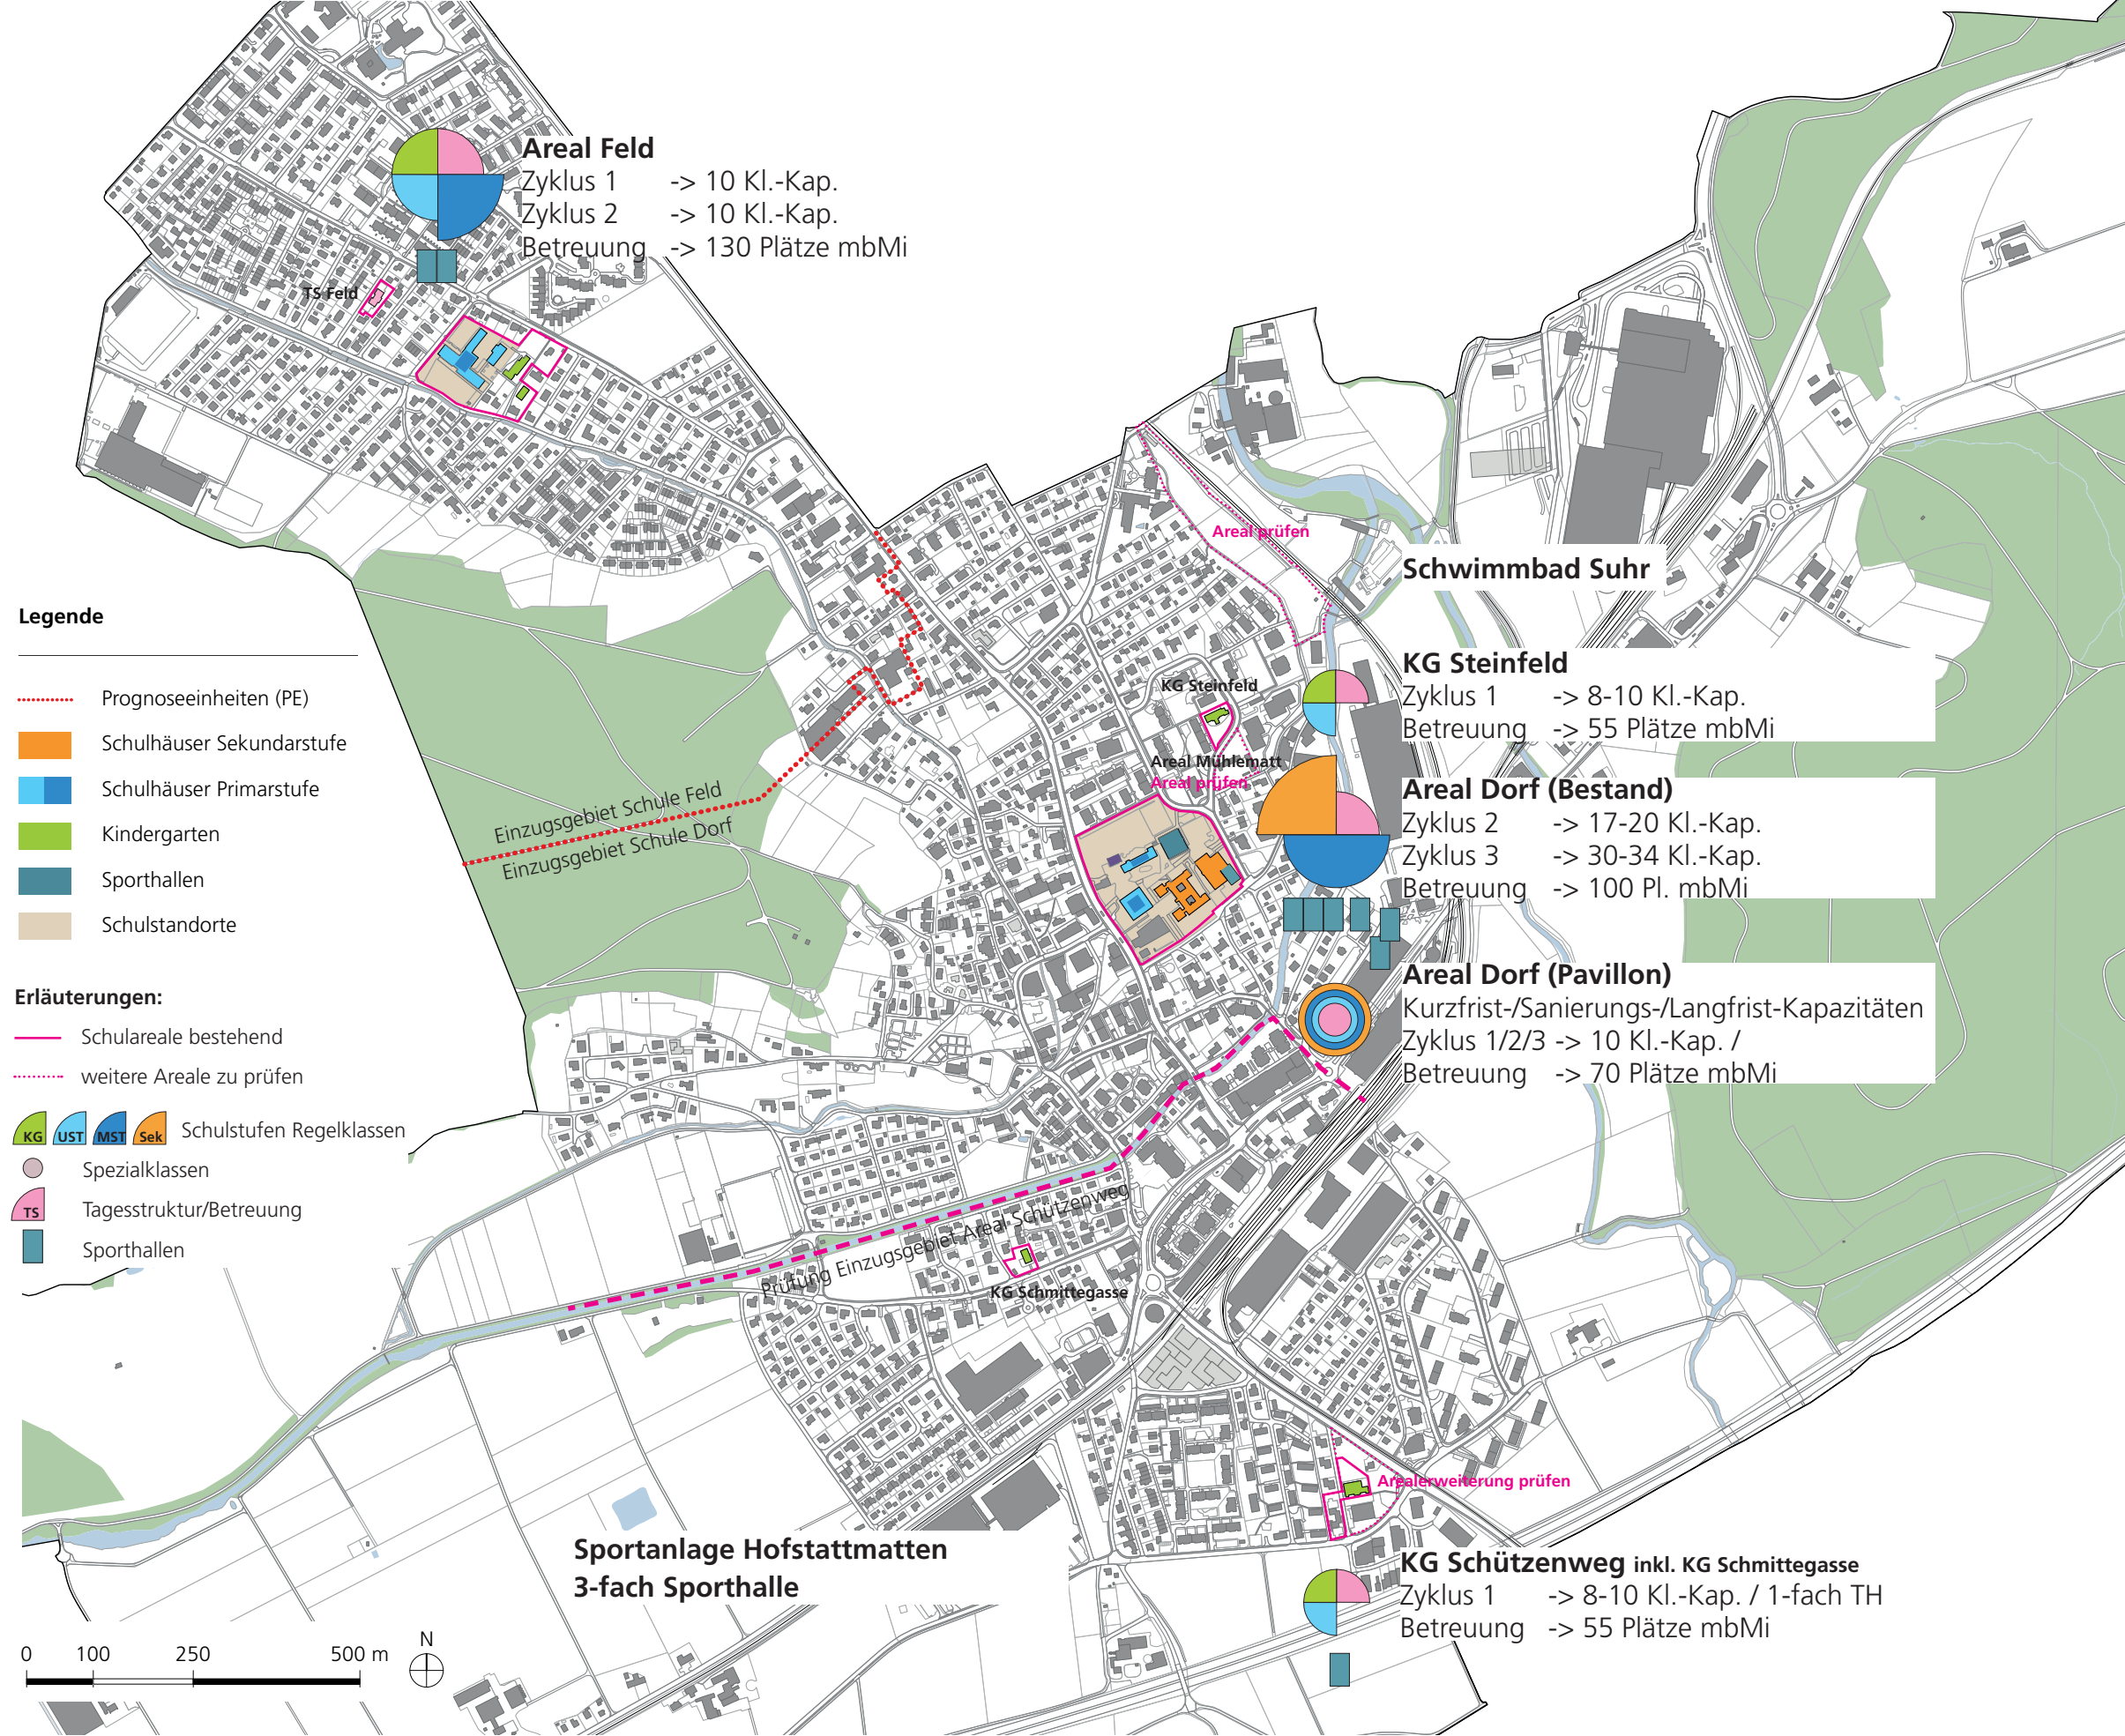 Areal Feld
Zyklus 1 -> 10 Kl.-Kap.
Zyklus 2 -> 10 Kl.-Kap.
Betreuung -> 130 Plätze mbMi
TS Feld
Areal prüfen
Schwimmbad Suhr
KG Steinfeld
Zyklus 1 -> 8-10 Kl.-Kap.
Betreuung -> 55 Plätze mbMi
KG Steinfeld
Areal Mühlematt
Areal prüfen
Areal Dorf (Bestand)
Zyklus 2 -> 17-20 Kl.-Kap.
Zyklus 3 -> 30-34 Kl.-Kap.
Betreuung -> 100 Pl. mbMi
Areal Dorf (Pavillon)
Kurzfrist-/Sanierungs-/Langfrist-Kapazitäten
Zyklus 1/2/3 -> 10 Kl.-Kap. /
Betreuung -> 70 Plätze mbMi
Einzugsgebiet Schule Feld
Einzugsgebiet Schule Dorf
Legende
Prognoseeinheiten (PE)
Schulhäuser Sekundarstufe
Schulhäuser Primarstufe
Kindergarten
Sporthallen
Schulstandorte
Erläuterungen:
Schulareale bestehend
weitere Areale zu prüfen
KG UST MST Sek Schulstufen Regelklassen
Spezialklassen
TS Tagesstruktur/Betreuung
Sporthallen
Prüfung Einzugsgebiet Areal Schützenweg
KG Schmittegasse
Arealerweiterung prüfen
Sportanlage Hofstattmatten
3-fach Sporthalle
KG Schützenweg inkl. KG Schmittegasse
Zyklus 1 -> 8-10 Kl.-Kap. / 1-fach TH
Betreuung -> 55 Plätze mbMi
0 100 250 500 m
N